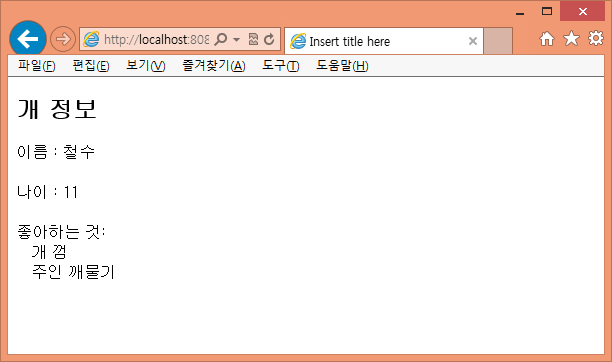 http://localhost:808
Insert title here
파일(F) 편집(E) 보기(V) 즐겨찾기(A) 도구(T) 도움말(H)
개 정보
이름 : 철수
나이 : 11
좋아하는 것:
개 껌
주인 깨물기